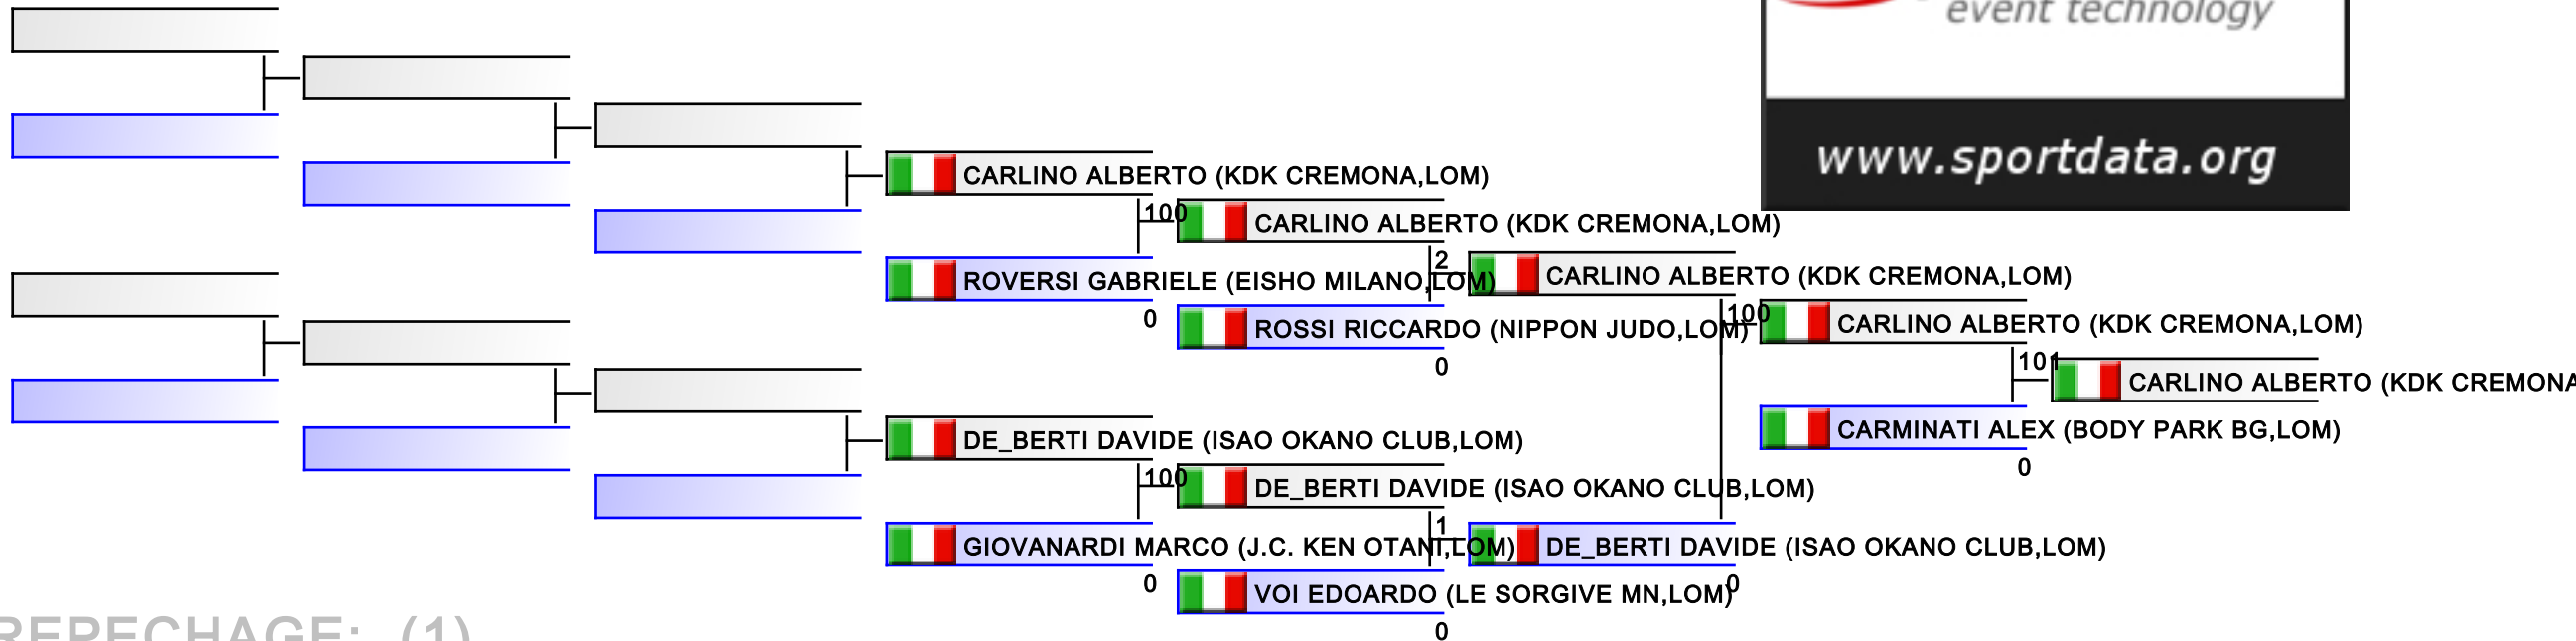 event technology
www.sportdata.org
CARLINO ALBERTO (KDK CREMONA,LOM)
100
CARLINO ALBERTO (KDK CREMONA,LOM)
2
ROVERSI GABRIELE (EISHO MILANO,LOM)
0
CARLINO ALBERTO (KDK CREMONA,LOM)
100
ROSSI RICCARDO (NIPPON JUDO,LOM)
0
CARLINO ALBERTO (KDK CREMONA,LOM)
101
CARLINO ALBERTO (KDK CREMONA
CARMINATI ALEX (BODY PARK BG,LOM)
0
DE_BERTI DAVIDE (ISAO OKANO CLUB,LOM)
100
DE_BERTI DAVIDE (ISAO OKANO CLUB,LOM)
1
GIOVANARDI MARCO (J.C. KEN OTANI,LOM)
0
DE_BERTI DAVIDE (ISAO OKANO CLUB,LOM)
0
VOI EDOARDO (LE SORGIVE MN,LOM)
0
REPECHAGE: (1)